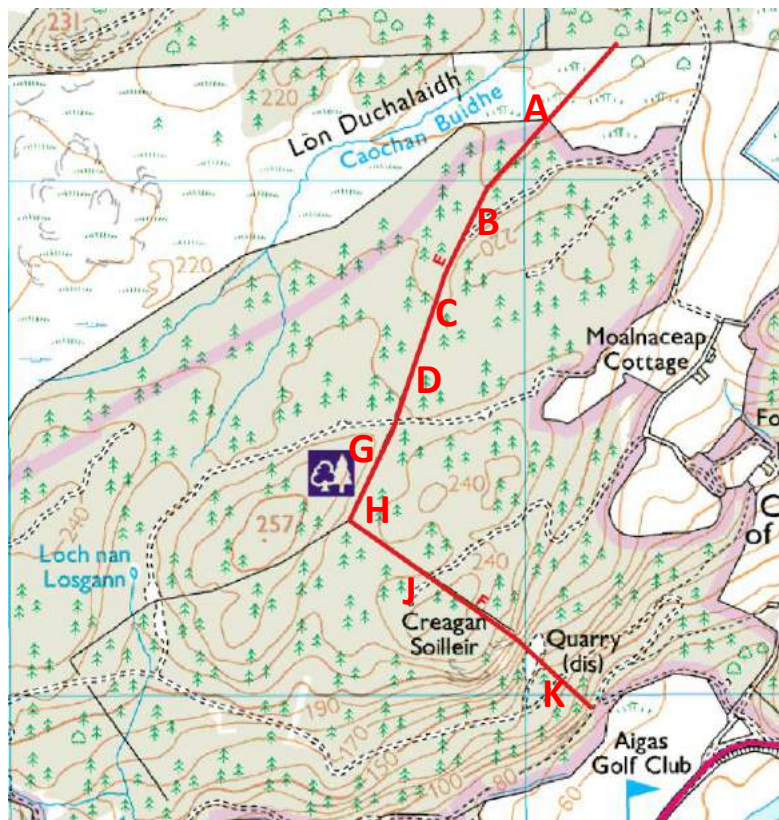 231
220
Lòn Duchalaidh
Caochan Buidhe
A
B
220
E
220
C
Moalnaceap
Cottage
D
Fo
G
240
H
257
240
C
of
Loch nan
Losgann
240
J
F
Creagan
Soilleir
Quarry
(dis)
K
190
170
150
100
80
60
Aigas
Golf Club